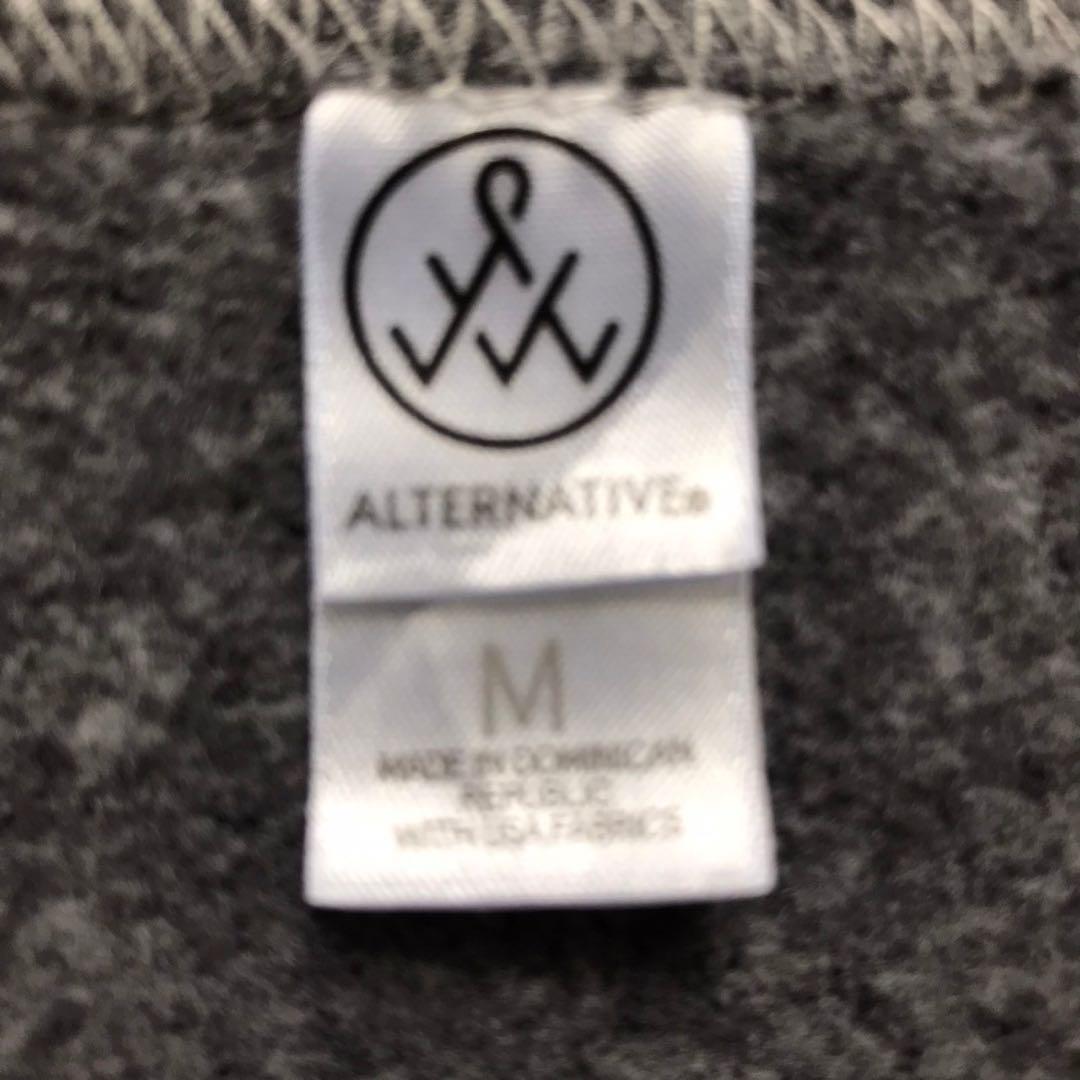 ALTERNATIVE®
M
MADE IN DOMINICAN
REPUBLIC
WITH USA FABRICS